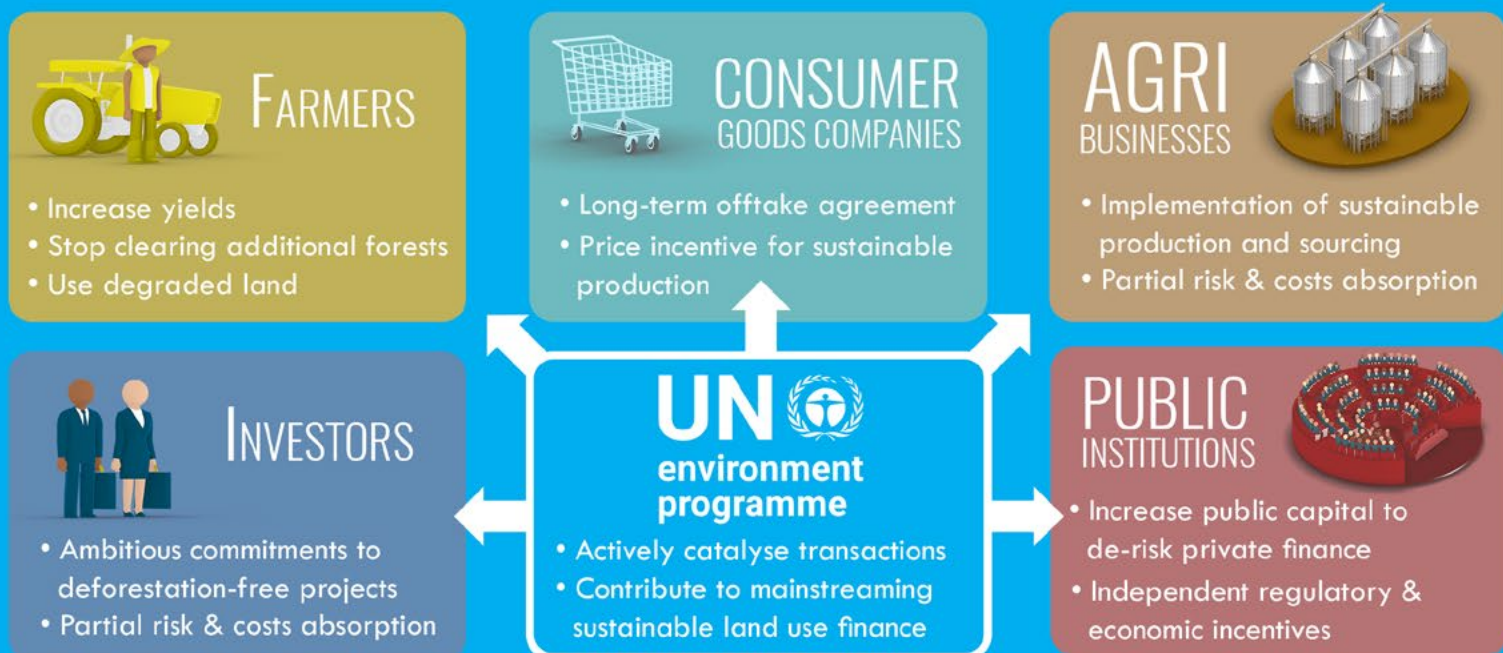 FARMERS
• Increase yields
• Stop clearing additional forests
• Use degraded land
CONSUMER
GOODS COMPANIES
• Long-term offtake agreement
• Price incentive for sustainable
production
AGRI
BUSINESSES
• Implementation of sustainable
production and sourcing
• Partial risk & costs absorption
INVESTORS
• Ambitious commitments to
deforestation-free projects
• Partial risk & costs absorption
UN
environment
programme
• Actively catalyse transactions
• Contribute to mainstreaming
sustainable land use finance
PUBLIC
INSTITUTIONS
• Increase public capital to
de-risk private finance
• Independent regulatory &
economic incentives